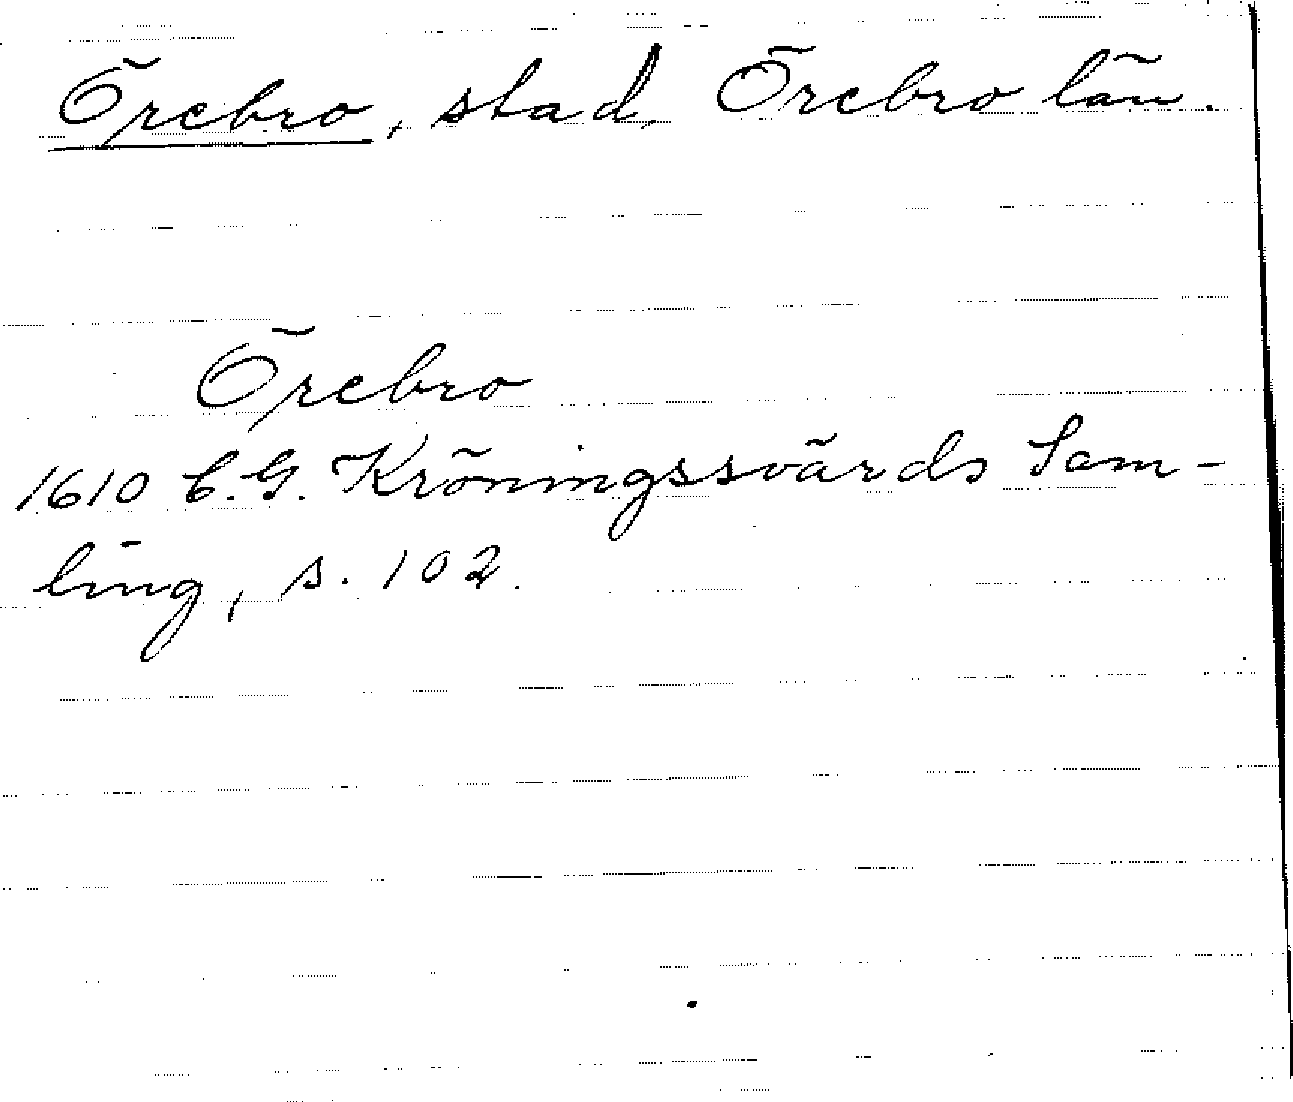 Örebro, stad, Örebro län.
Örebro
1610 C.G. Kröningssvärds Sam-
ling, s. 102.